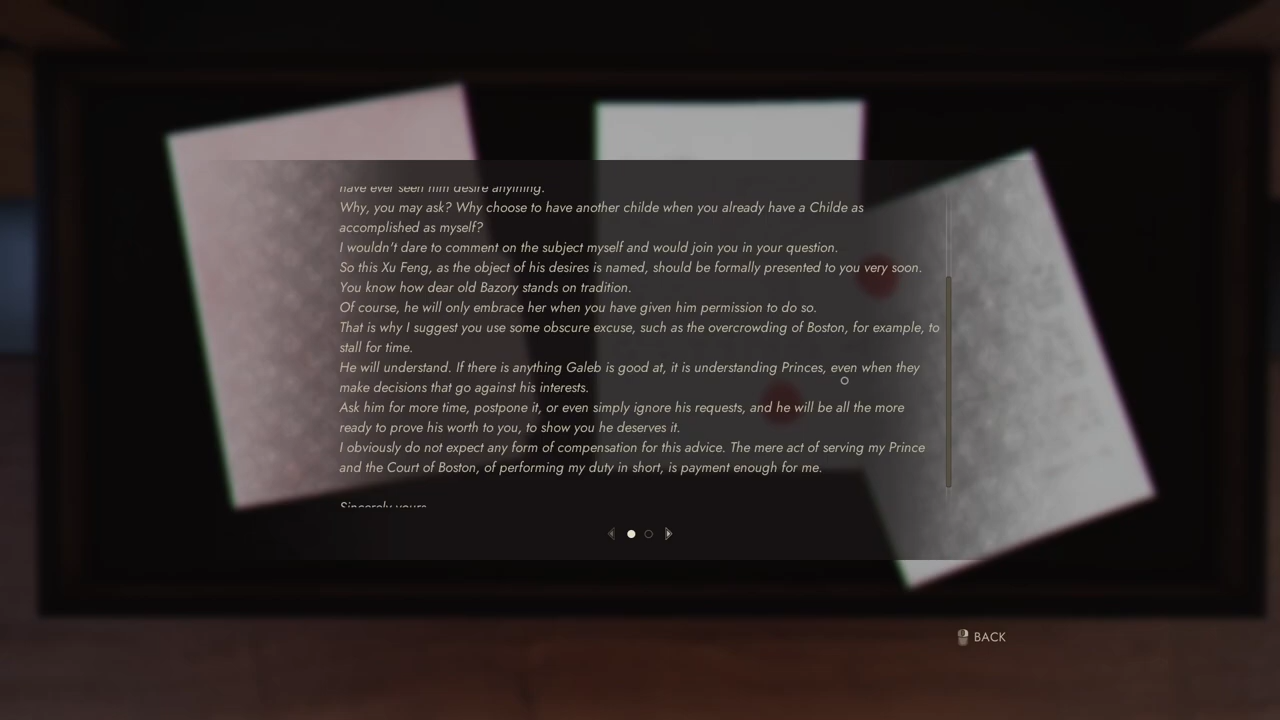 have ever seen him desire anything.
Why, you may ask? Why choose to have another childe when you already have a Childe as
accomplished as myself?
I wouldn't dare to comment on the subject myself and would join you in your question.
So this Xu Feng, as the object of his desires is named, should be formally presented to you very soon.
You know how dear old Bazory stands on tradition.
Of course, he will only embrace her when you have given him permission to do so.
That is why I suggest you use some obscure excuse, such as the overcrowding of Boston, for example, to
stall for time.
He will understand. If there is anything Galeb is good at, it is understanding Princes, even when they
make decisions that go against his interests.
Ask him for more time, postpone it, or even simply ignore his requests, and he will be all the more
ready to prove his worth to you, to show you he deserves it.
I obviously do not expect any form of compensation for this advice. The mere act of serving my Prince
and the Court of Boston, of performing my duty in short, is payment enough for me.
Sincerely yours
BACK